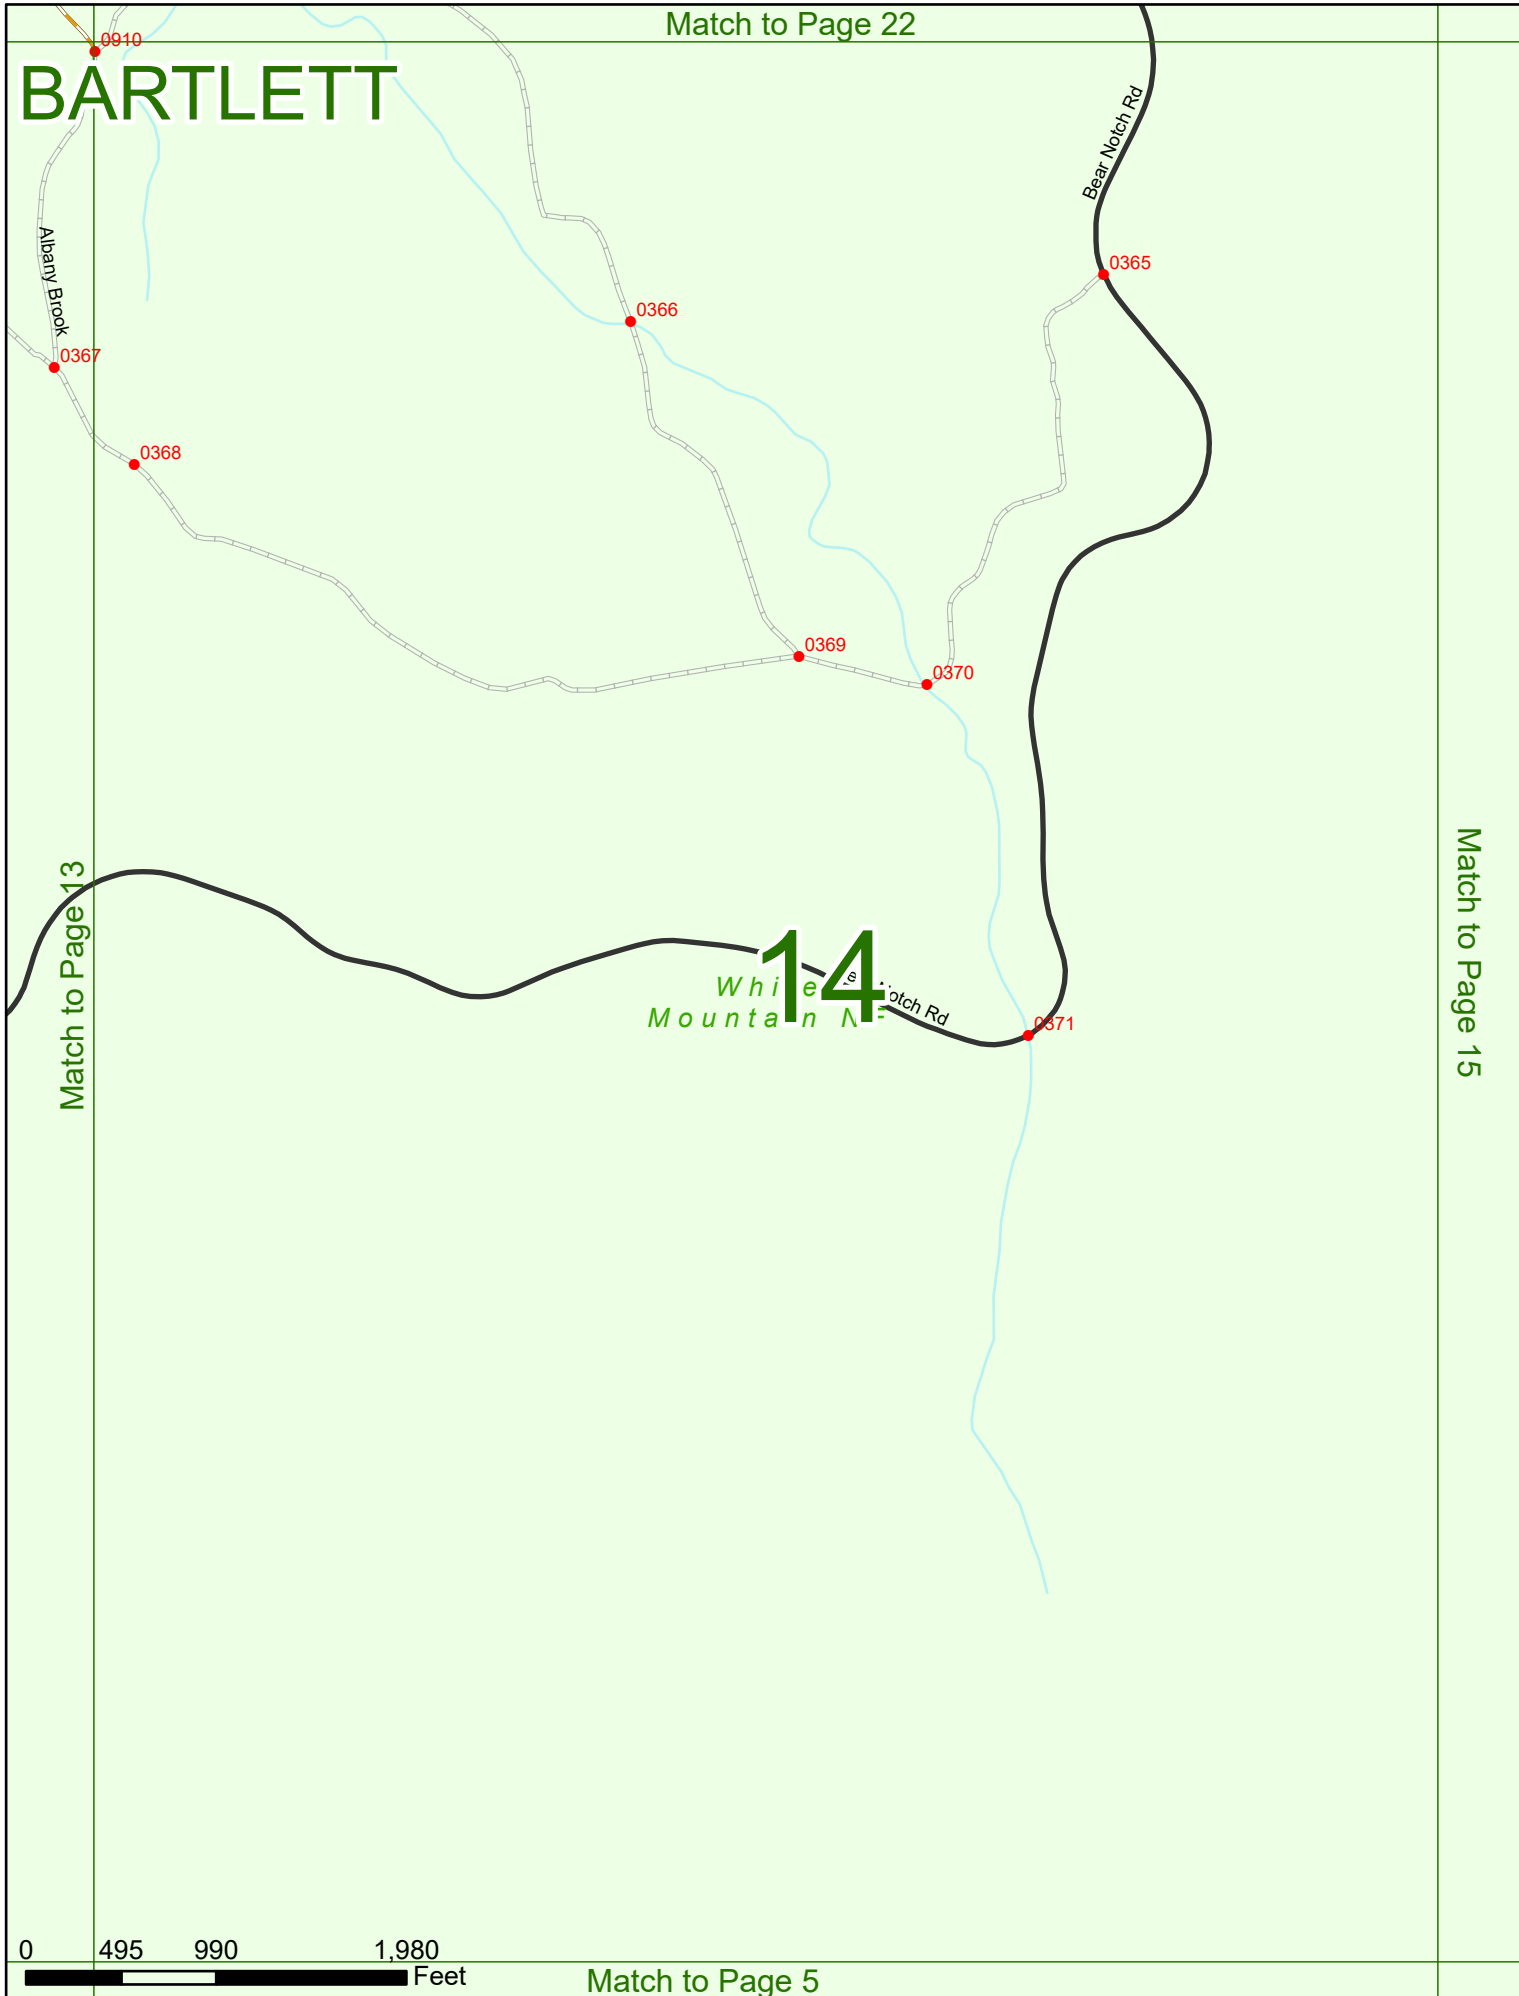 Match to Page 22
0910
BARTLETT
Bear Notch Rd
Albany Brook
0365
0366
0367
0368
0369
0370
Match to Page 13
Match to Page 15
14
White
Mountain
Notch Rd
0371
0 495 990 1,980
Feet
Match to Page 5